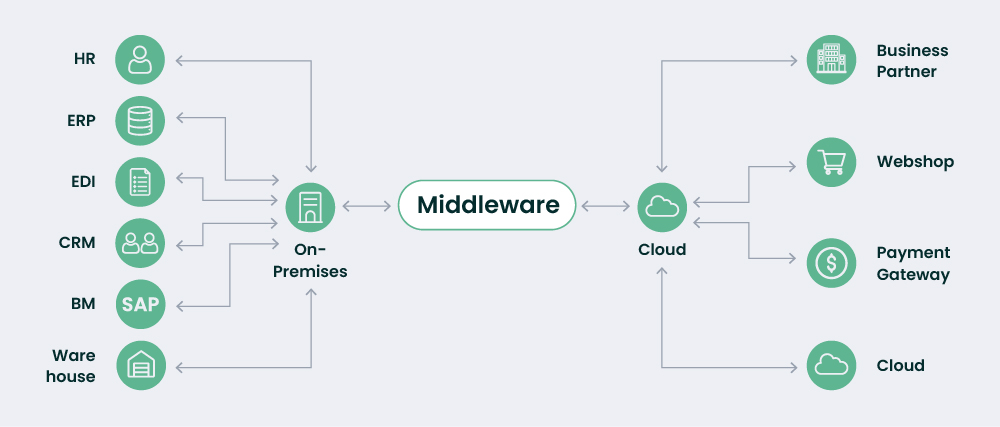 HR
ERP
EDI
CRM
BM
SAP
Ware
house
On-
Premises
Middleware
Cloud
Business
Partner
Webshop
Payment
Gateway
$
Cloud